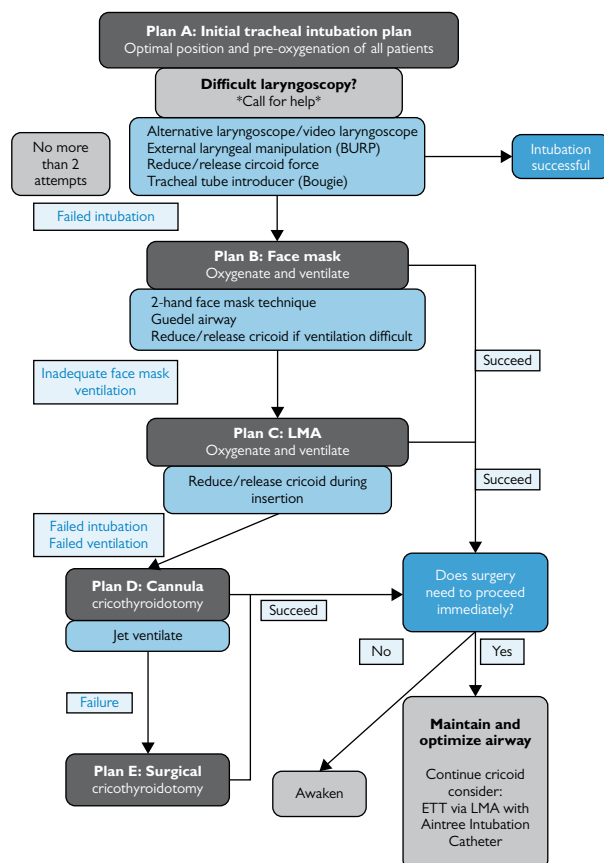 Plan A: Initial tracheal intubation plan
Optimal position and pre-oxygenation of all patients
Difficult laryngoscopy?
*Call for help*
No more
than 2
attempts
Alternative laryngoscope/video laryngoscope
External laryngeal manipulation (BURP)
Reduce/release circoid force
Tracheal tube introducer (Bougie)
Intubation
successful
Failed intubation
Plan B: Face mask
Oxygenate and ventilate
2-hand face mask technique
Guedel airway
Reduce/release cricoid if ventilation difficult
Succeed
Inadequate face mask
ventilation
Plan C: LMA
Oxygenate and ventilate
Reduce/release cricoid during
insertion
Succeed
Failed intubation
Failed ventilation
Plan D: Cannula
cricothyroidotomy
Jet ventilate
Succeed
Does surgery
need to proceed
immediately?
No
Yes
Failure
Plan E: Surgical
cricothyroidotomy
Awaken
Maintain and
optimize airway
Continue cricoid
consider:
ETT via LMA with
Aintree Intubation
Catheter